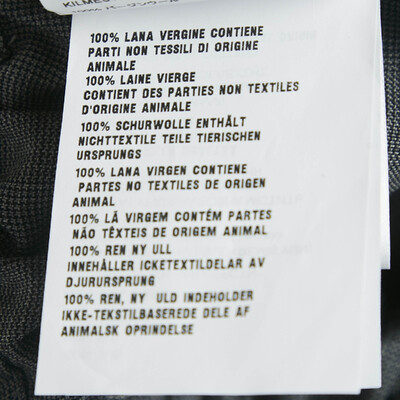 100% LANA VERGINE CONTIENE
PARTI NON TESSILI DI ORIGINE
ANIMALE
100% LAINE VIERGE
CONTIENT DES PARTIES NON TEXTILES
D'ORIGINE ANIMALE
100% SCHURWOLLE ENTHÄLT
NICHTTEXTILE TEILE TIERISCHEN
URSPRUNGS
100% LANA VIRGEN CONTIENE
PARTES NO TEXTILES DE ORIGEN
ANIMAL
100% LÃ VIRGEM CONTÉM PARTES
NÃO TÊXTEIS DE ORIGEM ANIMAL
100% REN NY ULL
INNEHÅLLER ICKETEXTILDELAR AV
DJURURSPRUNG
100% REN, NY ULD INDEHOLDER
IKKE-TEKSTILBASEREDE DELE AF
ANIMALSK OPRINDELSE